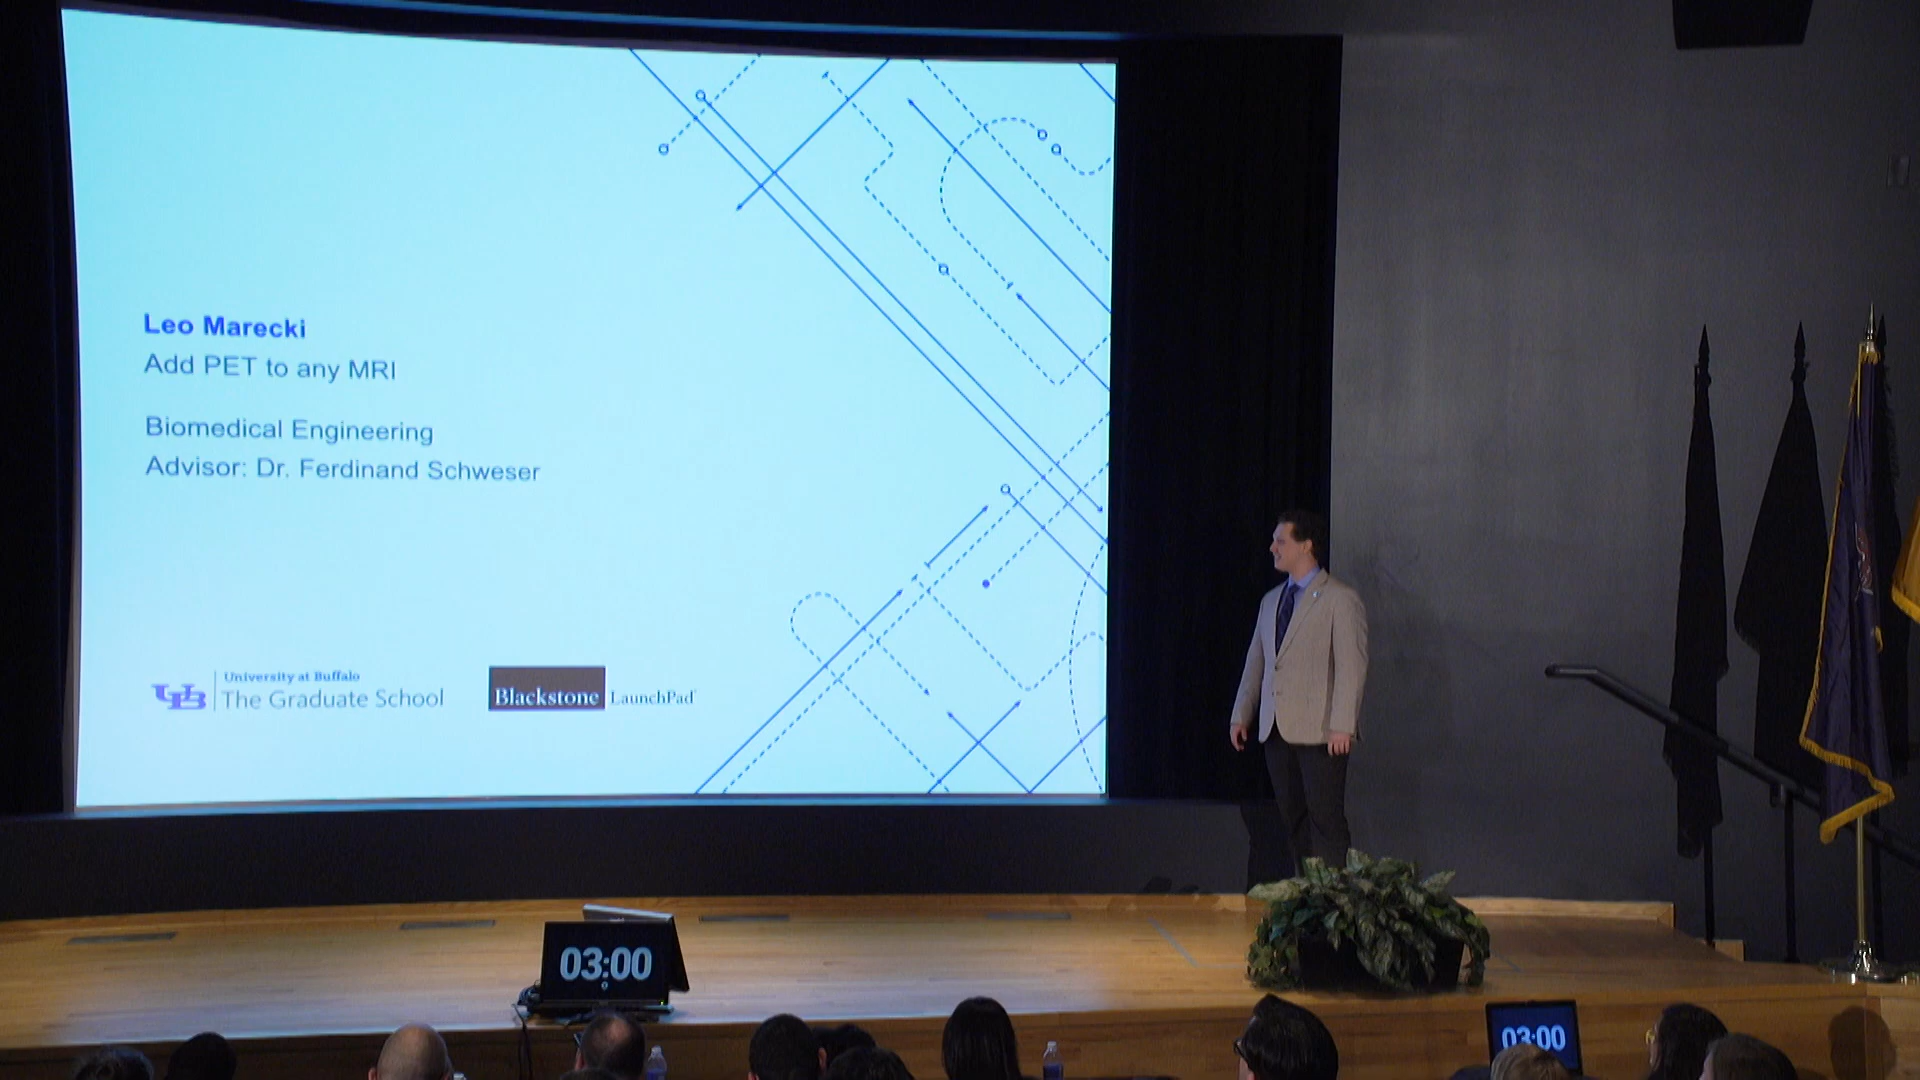 Leo Marecki
Add PET to any MRI
Biomedical Engineering
Advisor: Dr. Ferdinand Schweser
UB
University at Buffalo
The Graduate School
Blackstone LaunchPad
03:00
03:00